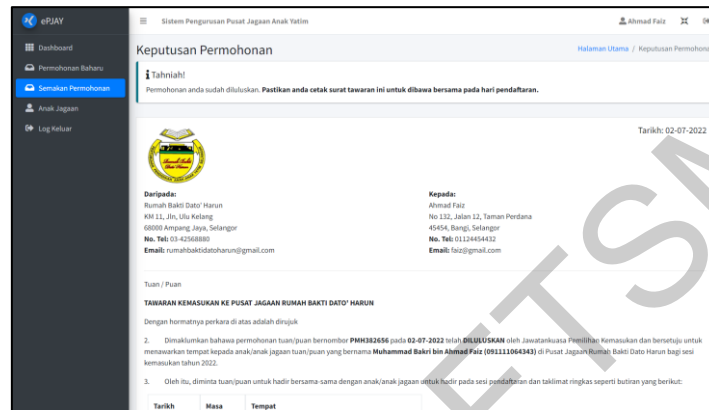 ePJAY
Sistem Pengurusan Pusat Jagaan Anak Yatim
Ahmad Faiz
Dashboard
Permohonan Baharu
Semakan Permohonan
Anak Jagaan
Log Keluar
Keputusan Permohonan
Halaman Utama / Keputusan Permohona
Tahniah!
Permohonan anda sudah diluluskan. Pastikan anda cetak surat tawaran ini untuk dibawa bersama pada hari pendaftaran.
Tarikh: 02-07-2022
Daripada:
Rumah Bakti Dato' Harun
KM 11, Jln, Ulu Kelang
68000 Ampang Jaya, Selangor
No. Tel: 03-42568880
Email: rumahbaktidatoharun@gmail.com
Kepada:
Ahmad Faiz
No 132, Jalan 12, Taman Perdana
45454, Bangi, Selangor
No. Tel: 01124454432
Email: faiz@gmail.com
Tuan / Puan
TAWARAN KEMASUKAN KE PUSAT JAGAAN RUMAH BAKTI DATO' HARUN
Dengan hormatnya perkara di atas adalah dirujuk
2. Dimaklumkan bahawa permohonan tuan/puan bernombor PMH382656 pada 02-07-2022 telah DILULUSKAN oleh Jawatankuasa Pemilihan Kemasukan dan bersetuju untuk
menawarkan tempat kepada anak/anak jagaan tuan/puan yang bernama Muhammad Bakri bin Ahmad Faiz (091111064343) di Pusat Jagaan Rumah Bakti Dato Harun bagi sesi
kemasukan tahun 2022.
3. Oleh itu, diminta tuan/puan untuk hadir bersama-sama dengan anak/anak jagaan untuk hadir pada sesi pendaftaran dan taklimat ringkas seperti butiran yang berikut:
Tarikh Masa Tempat
ETSA